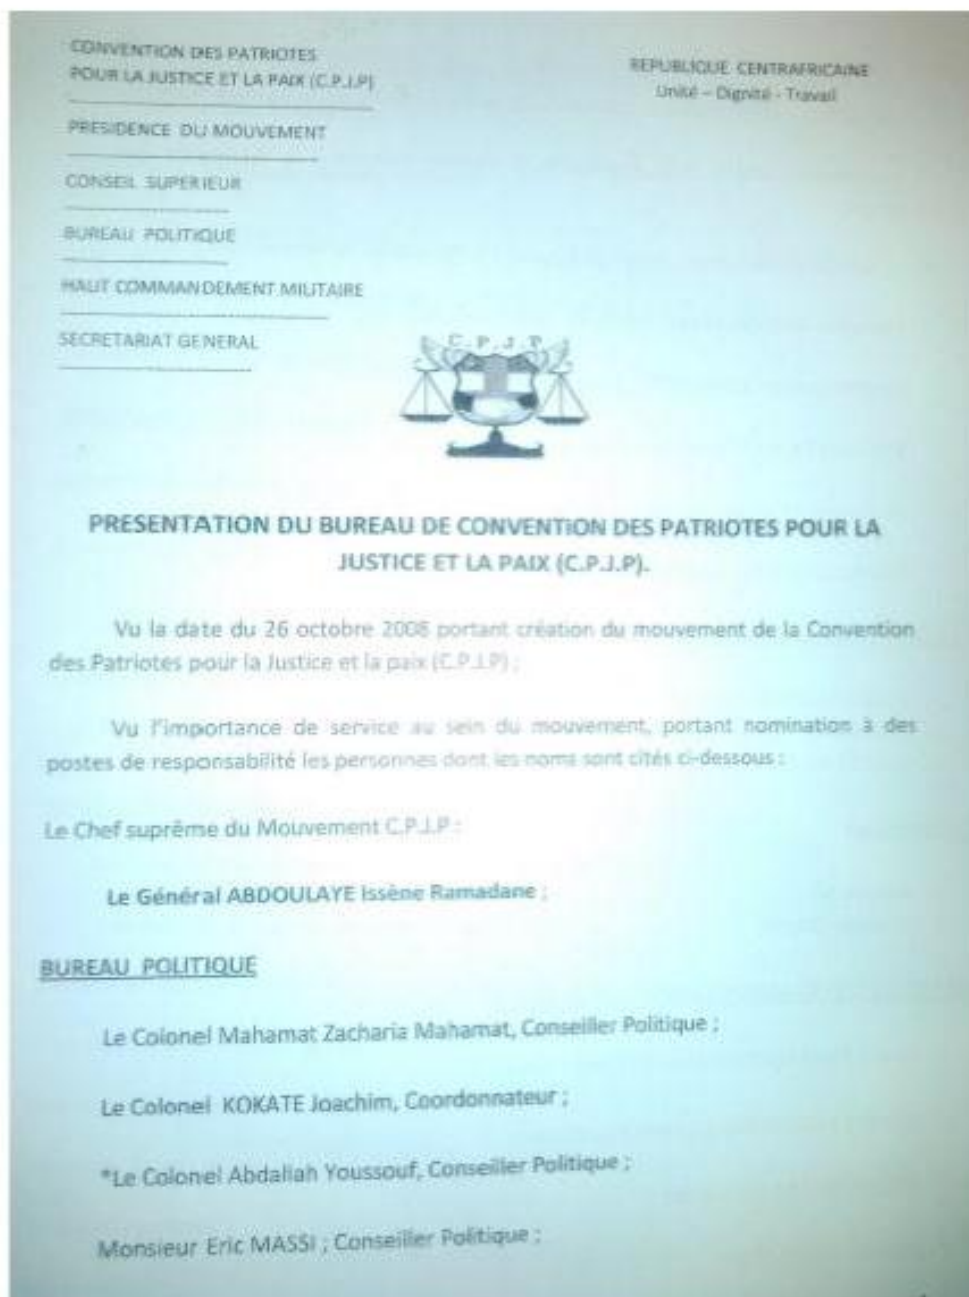 CONVENTION DES PATRIOTES
POUR LA JUSTICE ET LA PAIX (C.P.J.P)
REPUBLIQUE CENTRAFRICAINE
Unité – Dignité - Travail
PRESIDENCE DU MOUVEMENT
CONSEIL SUPERIEUR
BUREAU POLITIQUE
HAUT COMMANDEMENT MILITAIRE
SECRETARIAT GENERAL
C.P.J.P
PRESENTATION DU BUREAU DE CONVENTION DES PATRIOTES POUR LA
JUSTICE ET LA PAIX (C.P.J.P).
Vu la date du 26 octobre 2008 portant création du mouvement de la Convention
des Patriotes pour la Justice et la paix (C.P.J.P) ;
Vu l'importance de service au sein du mouvement, portant nomination à des
postes de responsabilité les personnes dont les noms sont cités ci-dessous :
Le Chef suprême du Mouvement C.P.J.P :
Le Général ABDOULAYE Issène Ramadane ;
BUREAU POLITIQUE
Le Colonel Mahamat Zacharia Mahamat, Conseiller Politique ;
Le Colonel KOKATE Joachim, Coordonnateur ;
*Le Colonel Abdallah Youssouf, Conseiller Politique ;
Monsieur Eric MASSI ; Conseiller Politique ;